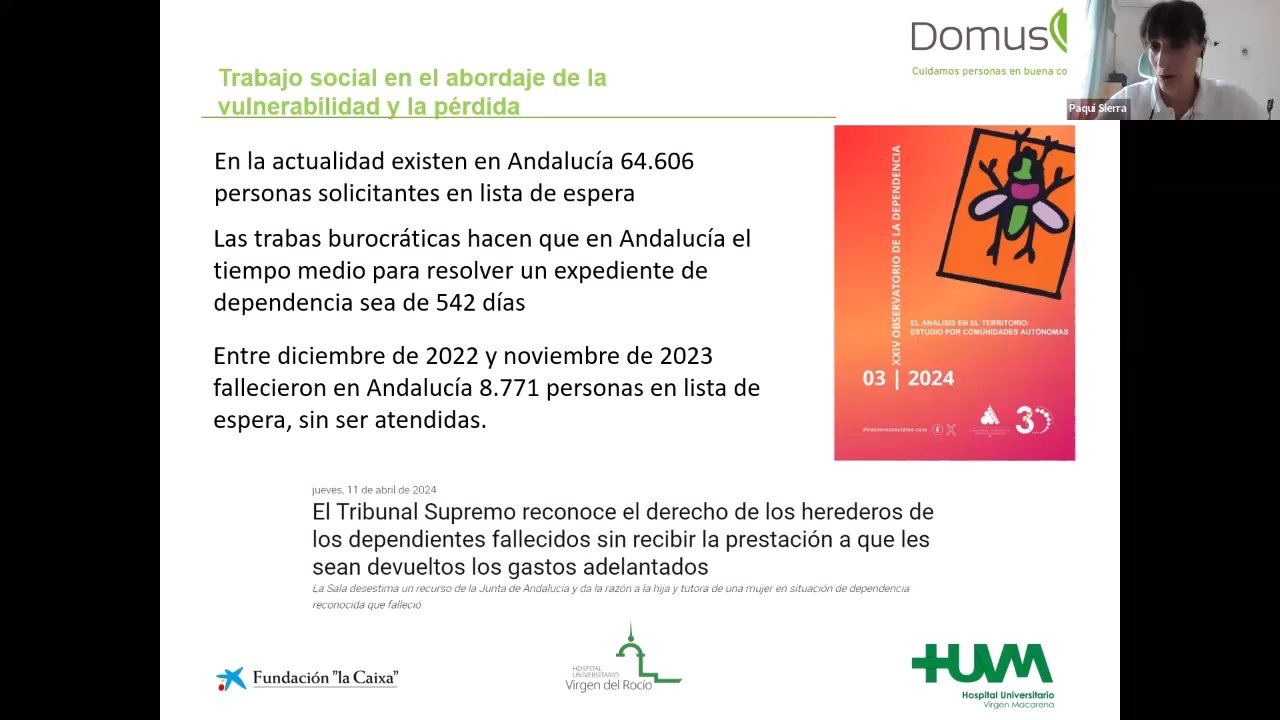 Domus
Cuidamos personas en buena co
Paqui Sierra
Trabajo social en el abordaje de la
vulnerabilidad y la pérdida
En la actualidad existen en Andalucía 64.606
personas solicitantes en lista de espera
Las trabas burocráticas hacen que en Andalucía el
tiempo medio para resolver un expediente de
dependencia sea de 542 días
Entre diciembre de 2022 y noviembre de 2023
fallecieron en Andalucía 8.771 personas en lista de
espera, sin ser atendidas.
XXIV OBSERVATORIO DE LA DEPENDENCIA
EL ANÁLISIS EN EL TERRITORIO:
ESTUDIO POR COMUNIDADES AUTÓNOMAS
03 | 2024
directoressociales.com
30
jueves, 11 de abril de 2024
El Tribunal Supremo reconoce el derecho de los herederos de
los dependientes fallecidos sin recibir la prestación a que les
sean devueltos los gastos adelantados
La Sala desestima un recurso de la Junta de Andalucía y da la razón a la hija y tutora de una mujer en situación de dependencia
reconocida que falleció
Fundación "la Caixa"
HOSPITAL
UNIVERSITARIO
Virgen del Rocío
HUVM
Hospital Universitario
Virgen Macarena